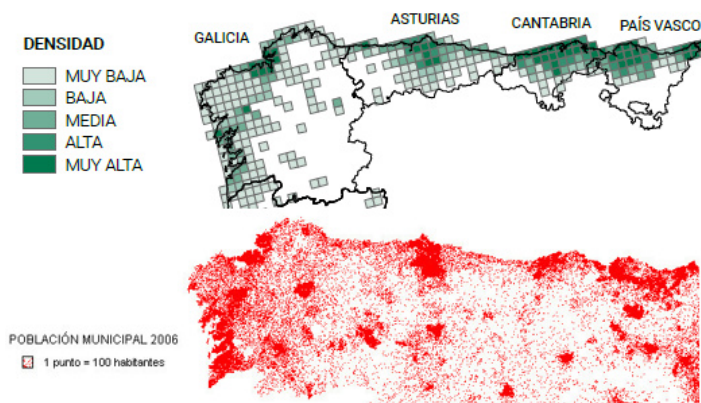 DENSIDAD
MUY BAJA
BAJA
MEDIA
ALTA
MUY ALTA
GALICIA
ASTURIAS
CANTABRIA
PAÍS VASCO
POBLACIÓN MUNICIPAL 2006
1 punto = 100 habitantes